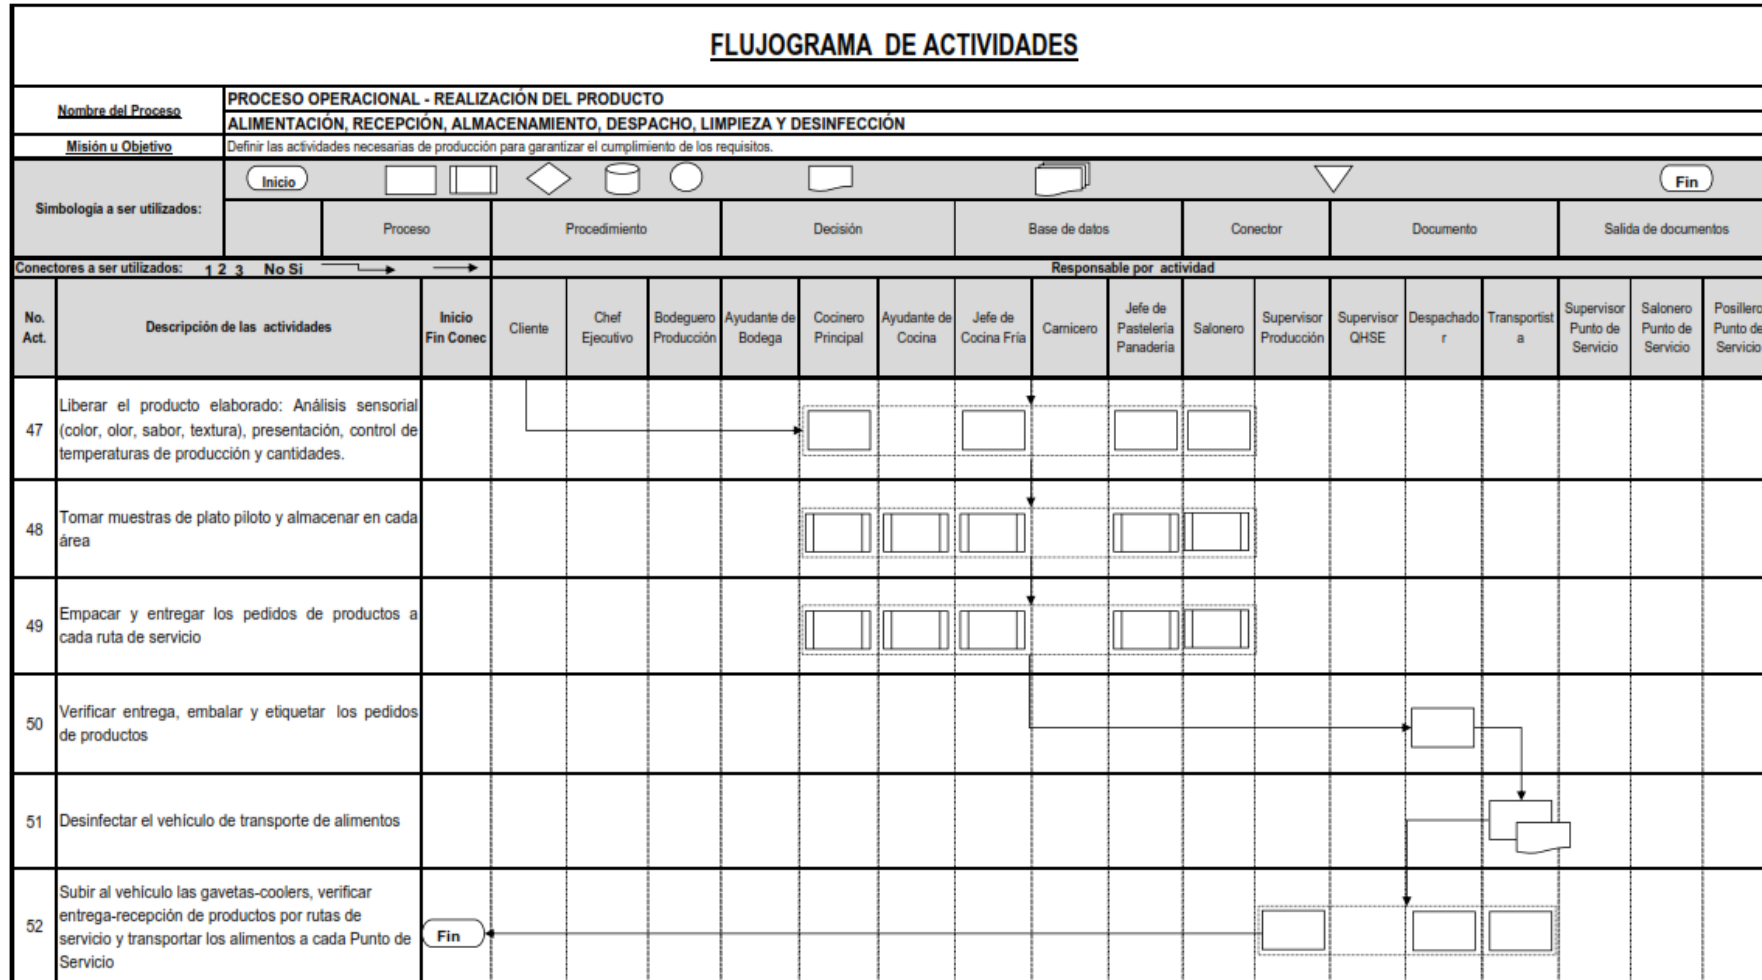 FLUJOGRAMA DE ACTIVIDADES
Nombre del Proceso
PROCESO OPERACIONAL - REALIZACIÓN DEL PRODUCTO
ALIMENTACIÓN, RECEPCIÓN, ALMACENAMIENTO, DESPACHO, LIMPIEZA Y DESINFECCIÓN
Misión u Objetivo
Definir las actividades necesarias de producción para garantizar el cumplimiento de los requisitos.
Simbología a ser utilizados:
Inicio
Fin
Proceso
Procedimiento
Decisión
Base de datos
Conector
Documento
Salida de documentos
Conectores a ser utilizados: 1 2 3 No Si
Responsable por actividad
No.
Act.
Descripción de las actividades
Inicio
Fin Conec
Cliente
Chef
Ejecutivo
Bodeguero
Producción
Ayudante de
Bodega
Cocinero
Principal
Ayudante de
Cocina
Jefe de
Cocina Fría
Carnicero
Jefe de
Pastelería
Panadería
Salonero
Supervisor
Producción
Supervisor
QHSE
Despachado
r
Transportist
a
Supervisor
Punto de
Servicio
Salonero
Punto de
Servicio
Posillero
Punto de
Servicio
47
Liberar el producto elaborado: Análisis sensorial
(color, olor, sabor, textura), presentación, control de
temperaturas de producción y cantidades.
48
Tomar muestras de plato piloto y almacenar en cada
área
49
Empacar y entregar los pedidos de productos a
cada ruta de servicio
50
Verificar entrega, embalar y etiquetar los pedidos
de productos
51
Desinfectar el vehículo de transporte de alimentos
52
Subir al vehículo las gavetas-coolers, verificar
entrega-recepción de productos por rutas de
servicio y transportar los alimentos a cada Punto de
Servicio
Fin